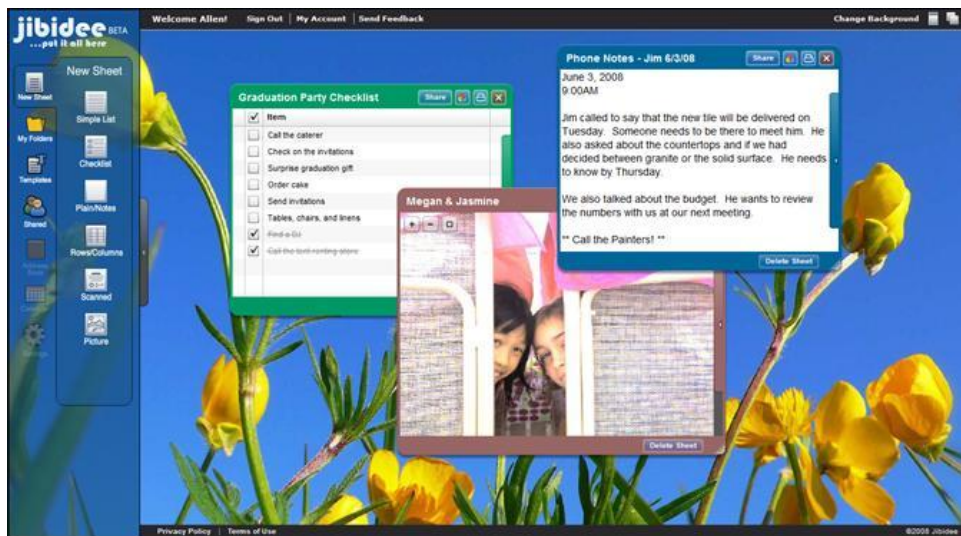 jibidee BETA
...put it all here
Welcome Allen! Sign Out | My Account | Send Feedback
Change Background
New Sheet
New Sheet
My Folders
Templates
Shared
Simple List
Checklist
Plain/Notes
Rows/Columns
Scanned
Picture
Graduation Party Checklist
Share
Item
Call the caterer
Check on the invitations
Surprise graduation gift
Order cake
Send invitations
Tables, chairs, and linens
Find a DJ
Call the tent renting store
Megan & Jasmine
Delete Sheet
Phone Notes - Jim 6/3/08
Share
June 3, 2008
9:00AM
Jim called to say that the new tile will be delivered on
Tuesday. Someone needs to be there to meet him. He
also asked about the countertops and if we had
decided between granite or the solid surface. He needs
to know by Thursday.
We also talked about the budget. He wants to review
the numbers with us at our next meeting.
** Call the Painters! **
Delete Sheet
Privacy Policy | Terms of Use
©2008 Jibidee